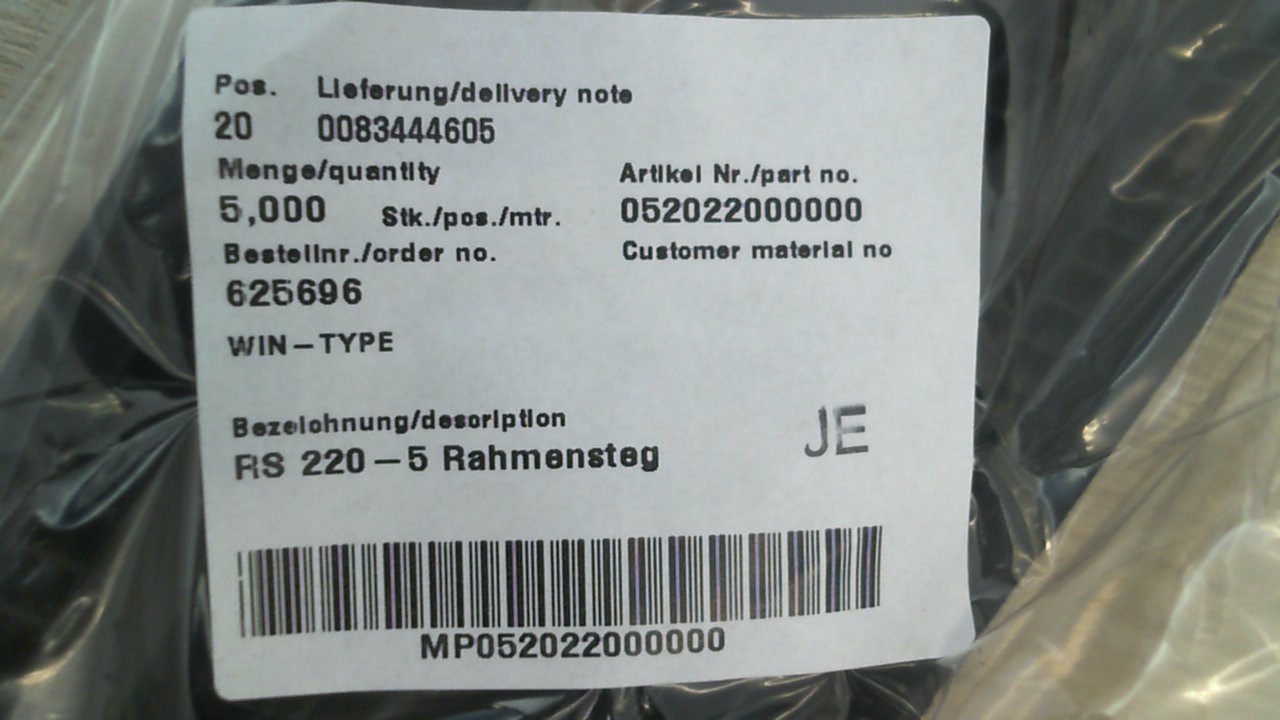 Pos. Lieferung/delivery note
20 0083444605
Menge/quantity Artikel Nr./part no.
5,000 Stk./pos./mtr. 052022000000
Bestellnr./order no. Customer material no
625696
WIN-TYPE
Bezeichnung/description
JE
RS 220-5 Rahmensteg
MP052022000000